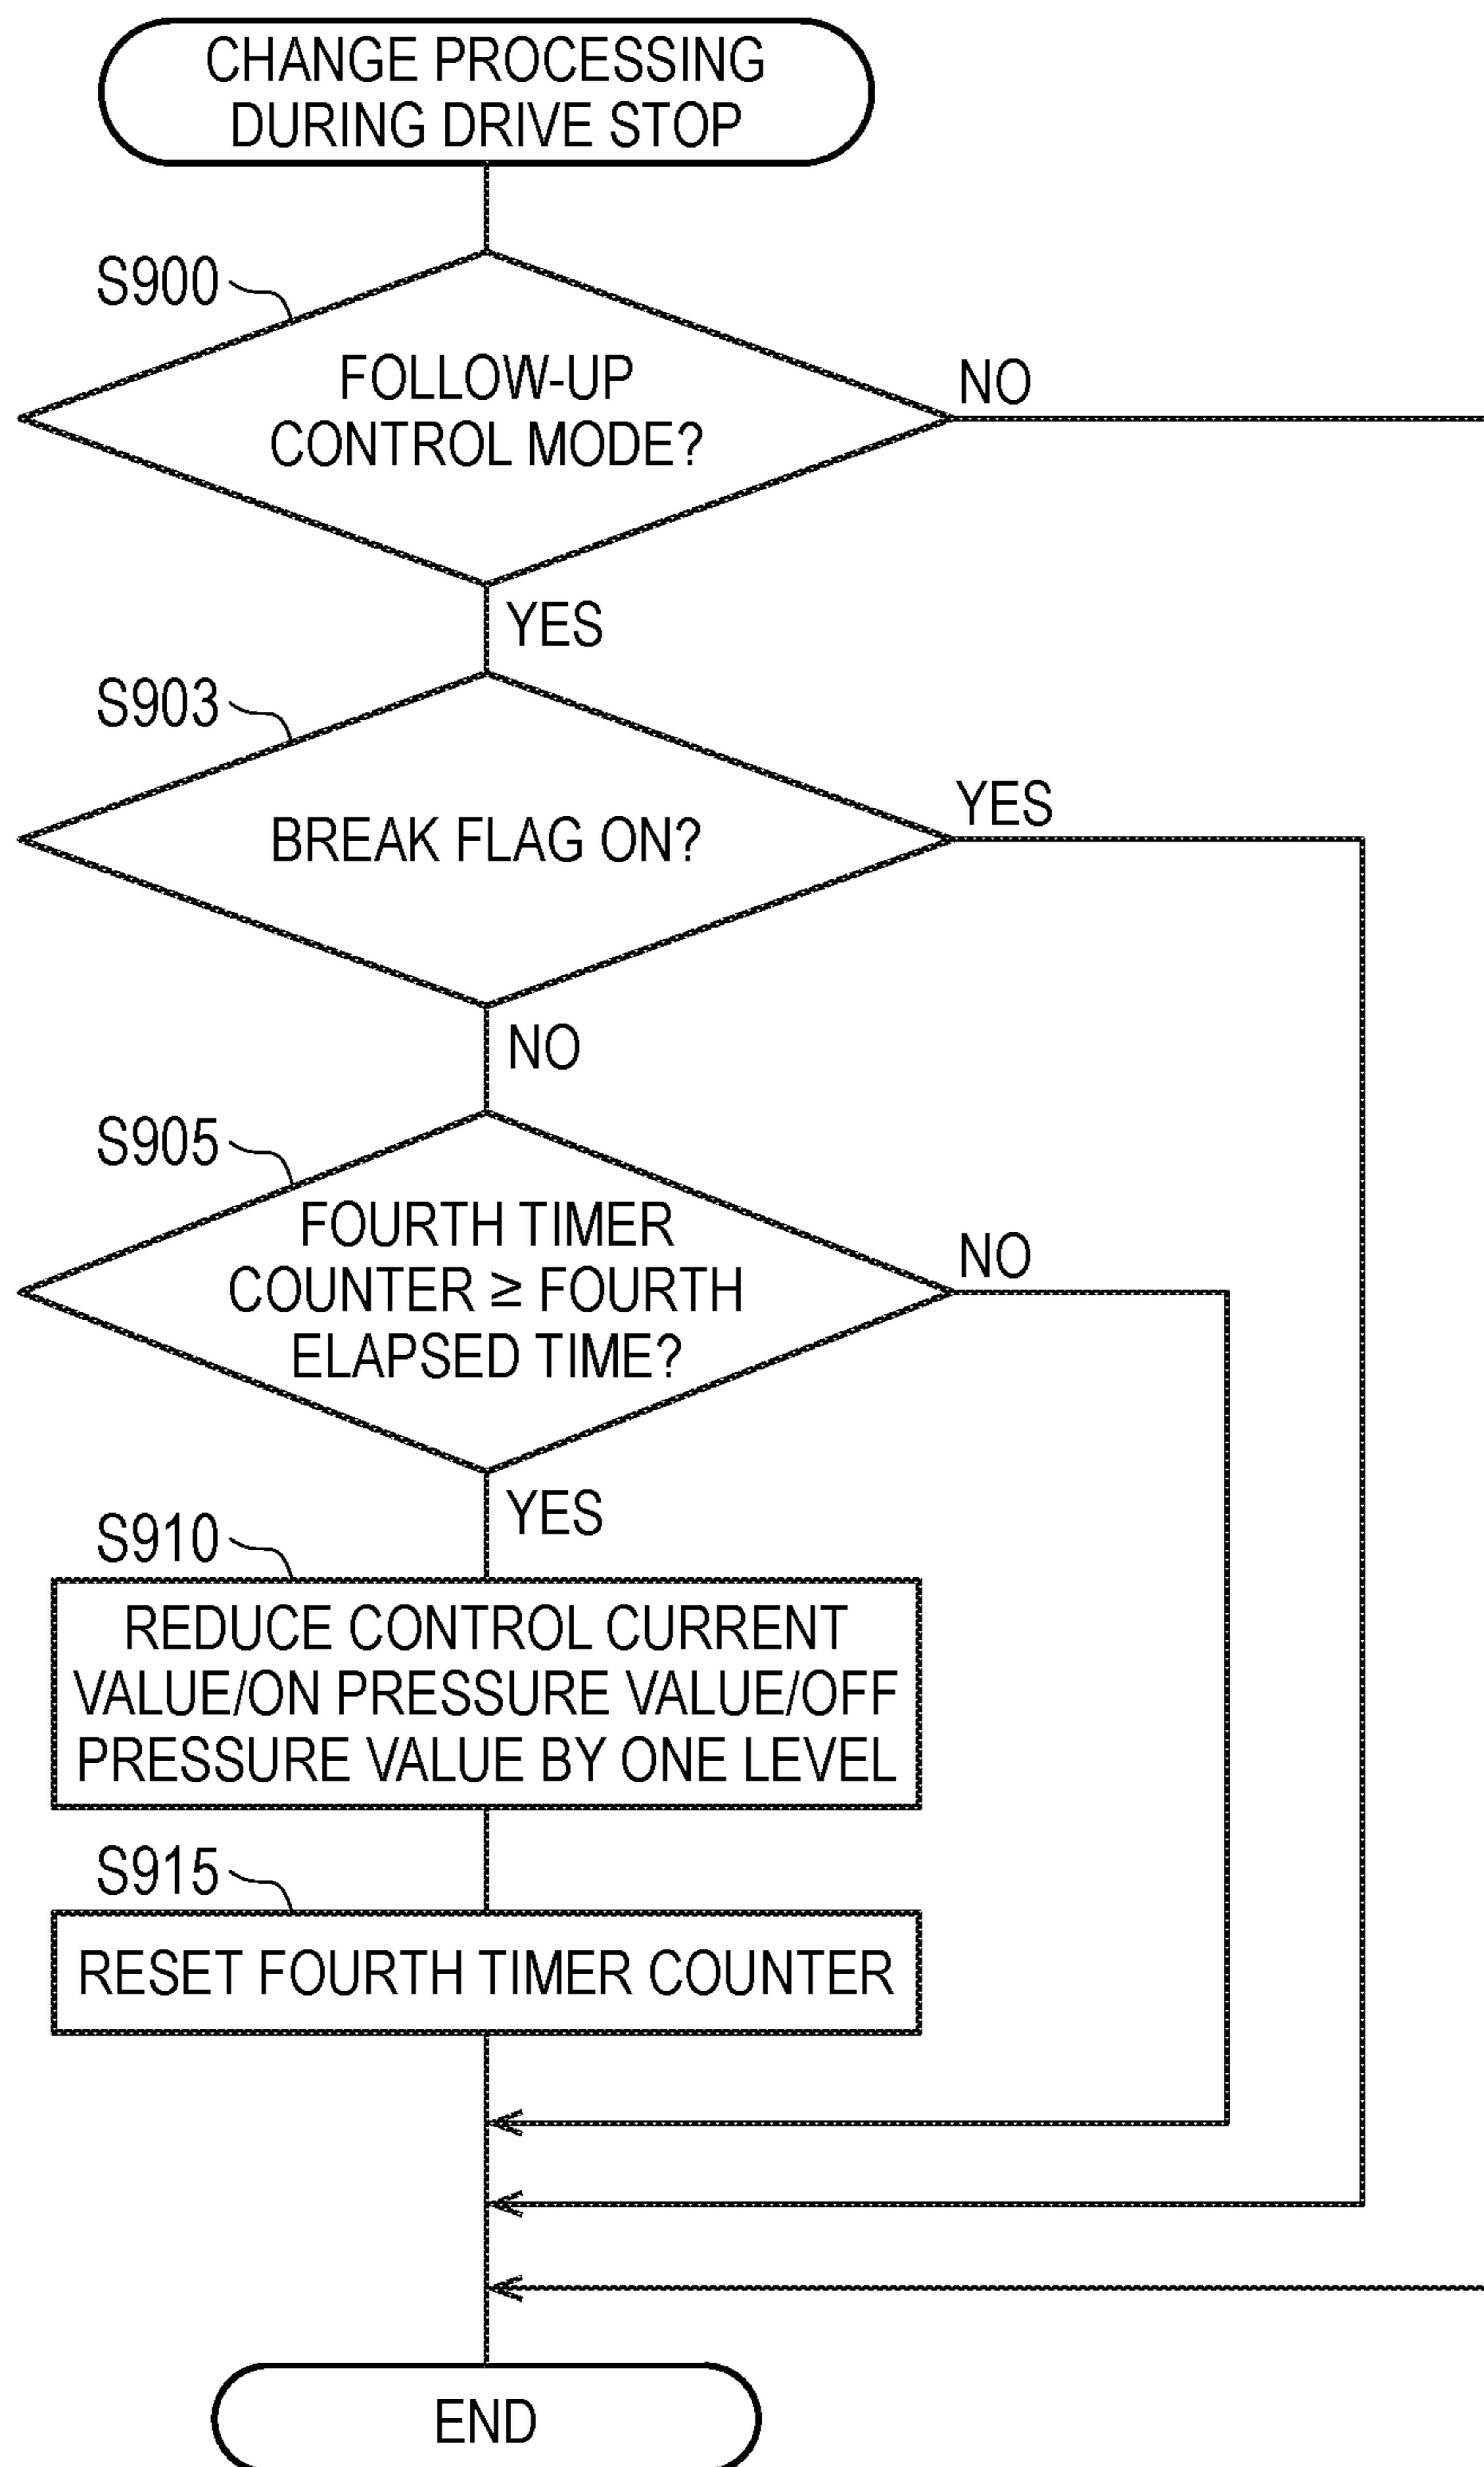 CHANGE PROCESSING
DURING DRIVE STOP
S900
FOLLOW-UP
CONTROL MODE?
NO
YES
S903
BREAK FLAG ON?
YES
NO
S905
FOURTH TIMER
COUNTER ≥ FOURTH
ELAPSED TIME?
NO
YES
S910
REDUCE CONTROL CURRENT
VALUE/ON PRESSURE VALUE/OFF
PRESSURE VALUE BY ONE LEVEL
S915
RESET FOURTH TIMER COUNTER
END